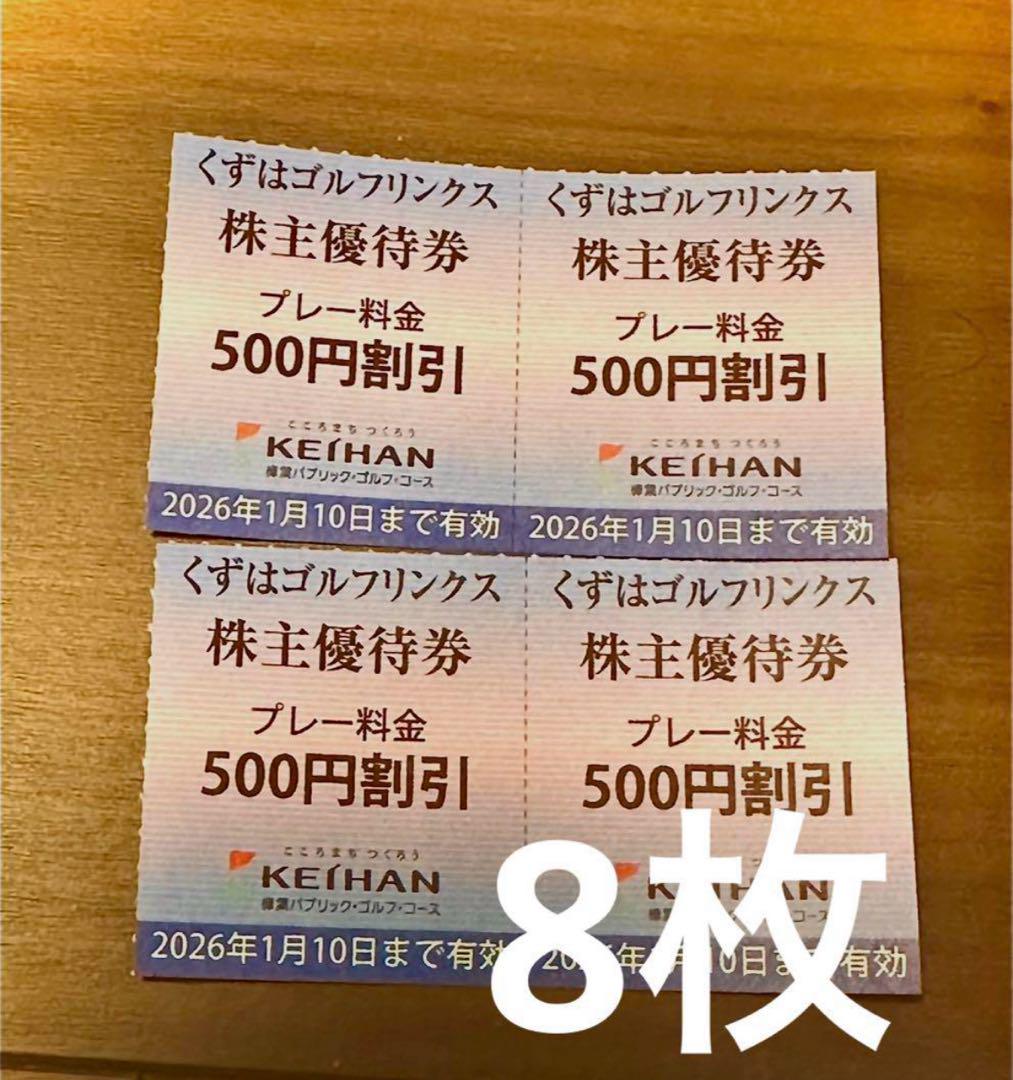 くずはゴルフリンクス
株主優待券
プレー料金
500円割引
こころまち つくろう
KEIHAN
樟葉パブリック・ゴルフ・コース
2026年1月10日まで有効
くずはゴルフリンクス
株主優待券
プレー料金
500円割引
こころまち つくろう
KEIHAN
樟葉パブリック・ゴルフ・コース
2026年1月10日まで有効
くずはゴルフリンクス
株主優待券
プレー料金
500円割引
こころまち つくろう
KEIHAN
樟葉パブリック・ゴルフ・コース
2026年1月10日まで有効
くずはゴルフリンクス
株主優待券
プレー料金
500円割引
KEIHAN
年 10日まで有効
8枚